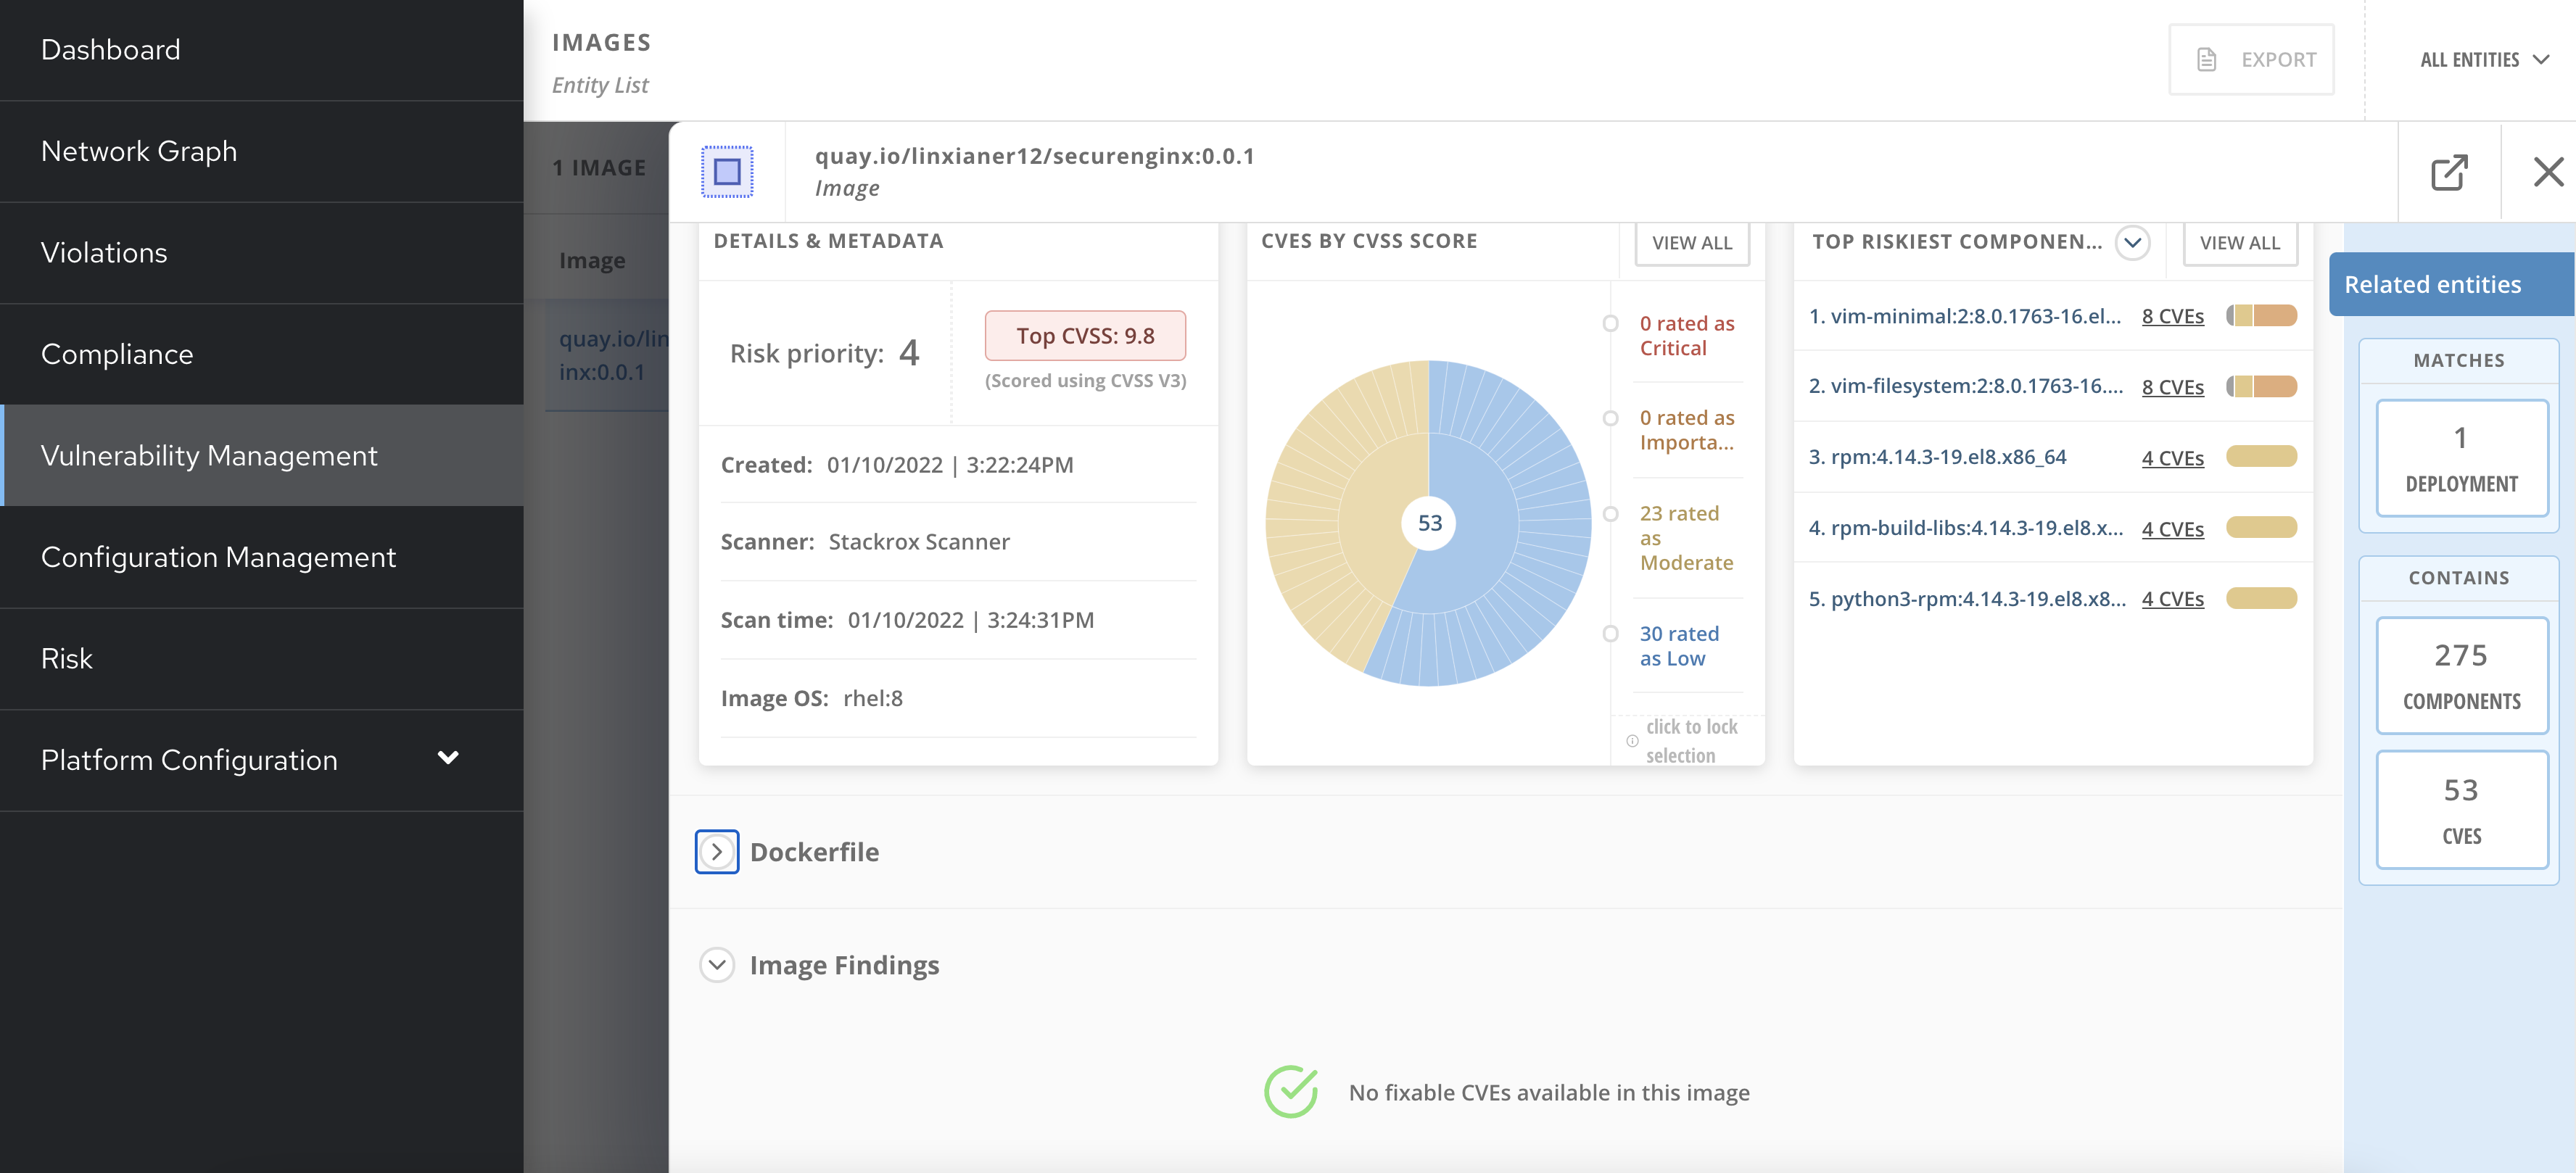 Dashboard
Network Graph
Violations
Compliance
Vulnerability Management
Configuration Management
Risk
Platform Configuration
IMAGES
Entity List
EXPORT
ALL ENTITIES
1 IMAGE
Image
quay.io/lin
inx:0.0.1
quay.io/linxianer12/securenginx:0.0.1
Image
DETAILS & METADATA
Risk priority: 4
Top CVSS: 9.8
(Scored using CVSS V3)
Created: 01/10/2022 | 3:22:24PM
Scanner: Stackrox Scanner
Scan time: 01/10/2022 | 3:24:31PM
Image OS: rhel:8
CVES BY CVSS SCORE
VIEW ALL
53
0 rated as
Critical
0 rated as
Importa...
23 rated
as
Moderate
30 rated
as Low
click to lock
selection
TOP RISKIEST COMPONEN...
VIEW ALL
1. vim-minimal:2:8.0.1763-16.el... 8 CVEs
2. vim-filesystem:2:8.0.1763-16.... 8 CVEs
3. rpm:4.14.3-19.el8.x86_64 4 CVEs
4. rpm-build-libs:4.14.3-19.el8.x... 4 CVEs
5. python3-rpm:4.14.3-19.el8.x8... 4 CVEs
Related entities
MATCHES
1
DEPLOYMENT
CONTAINS
275
COMPONENTS
53
CVES
Dockerfile
Image Findings
No fixable CVEs available in this image